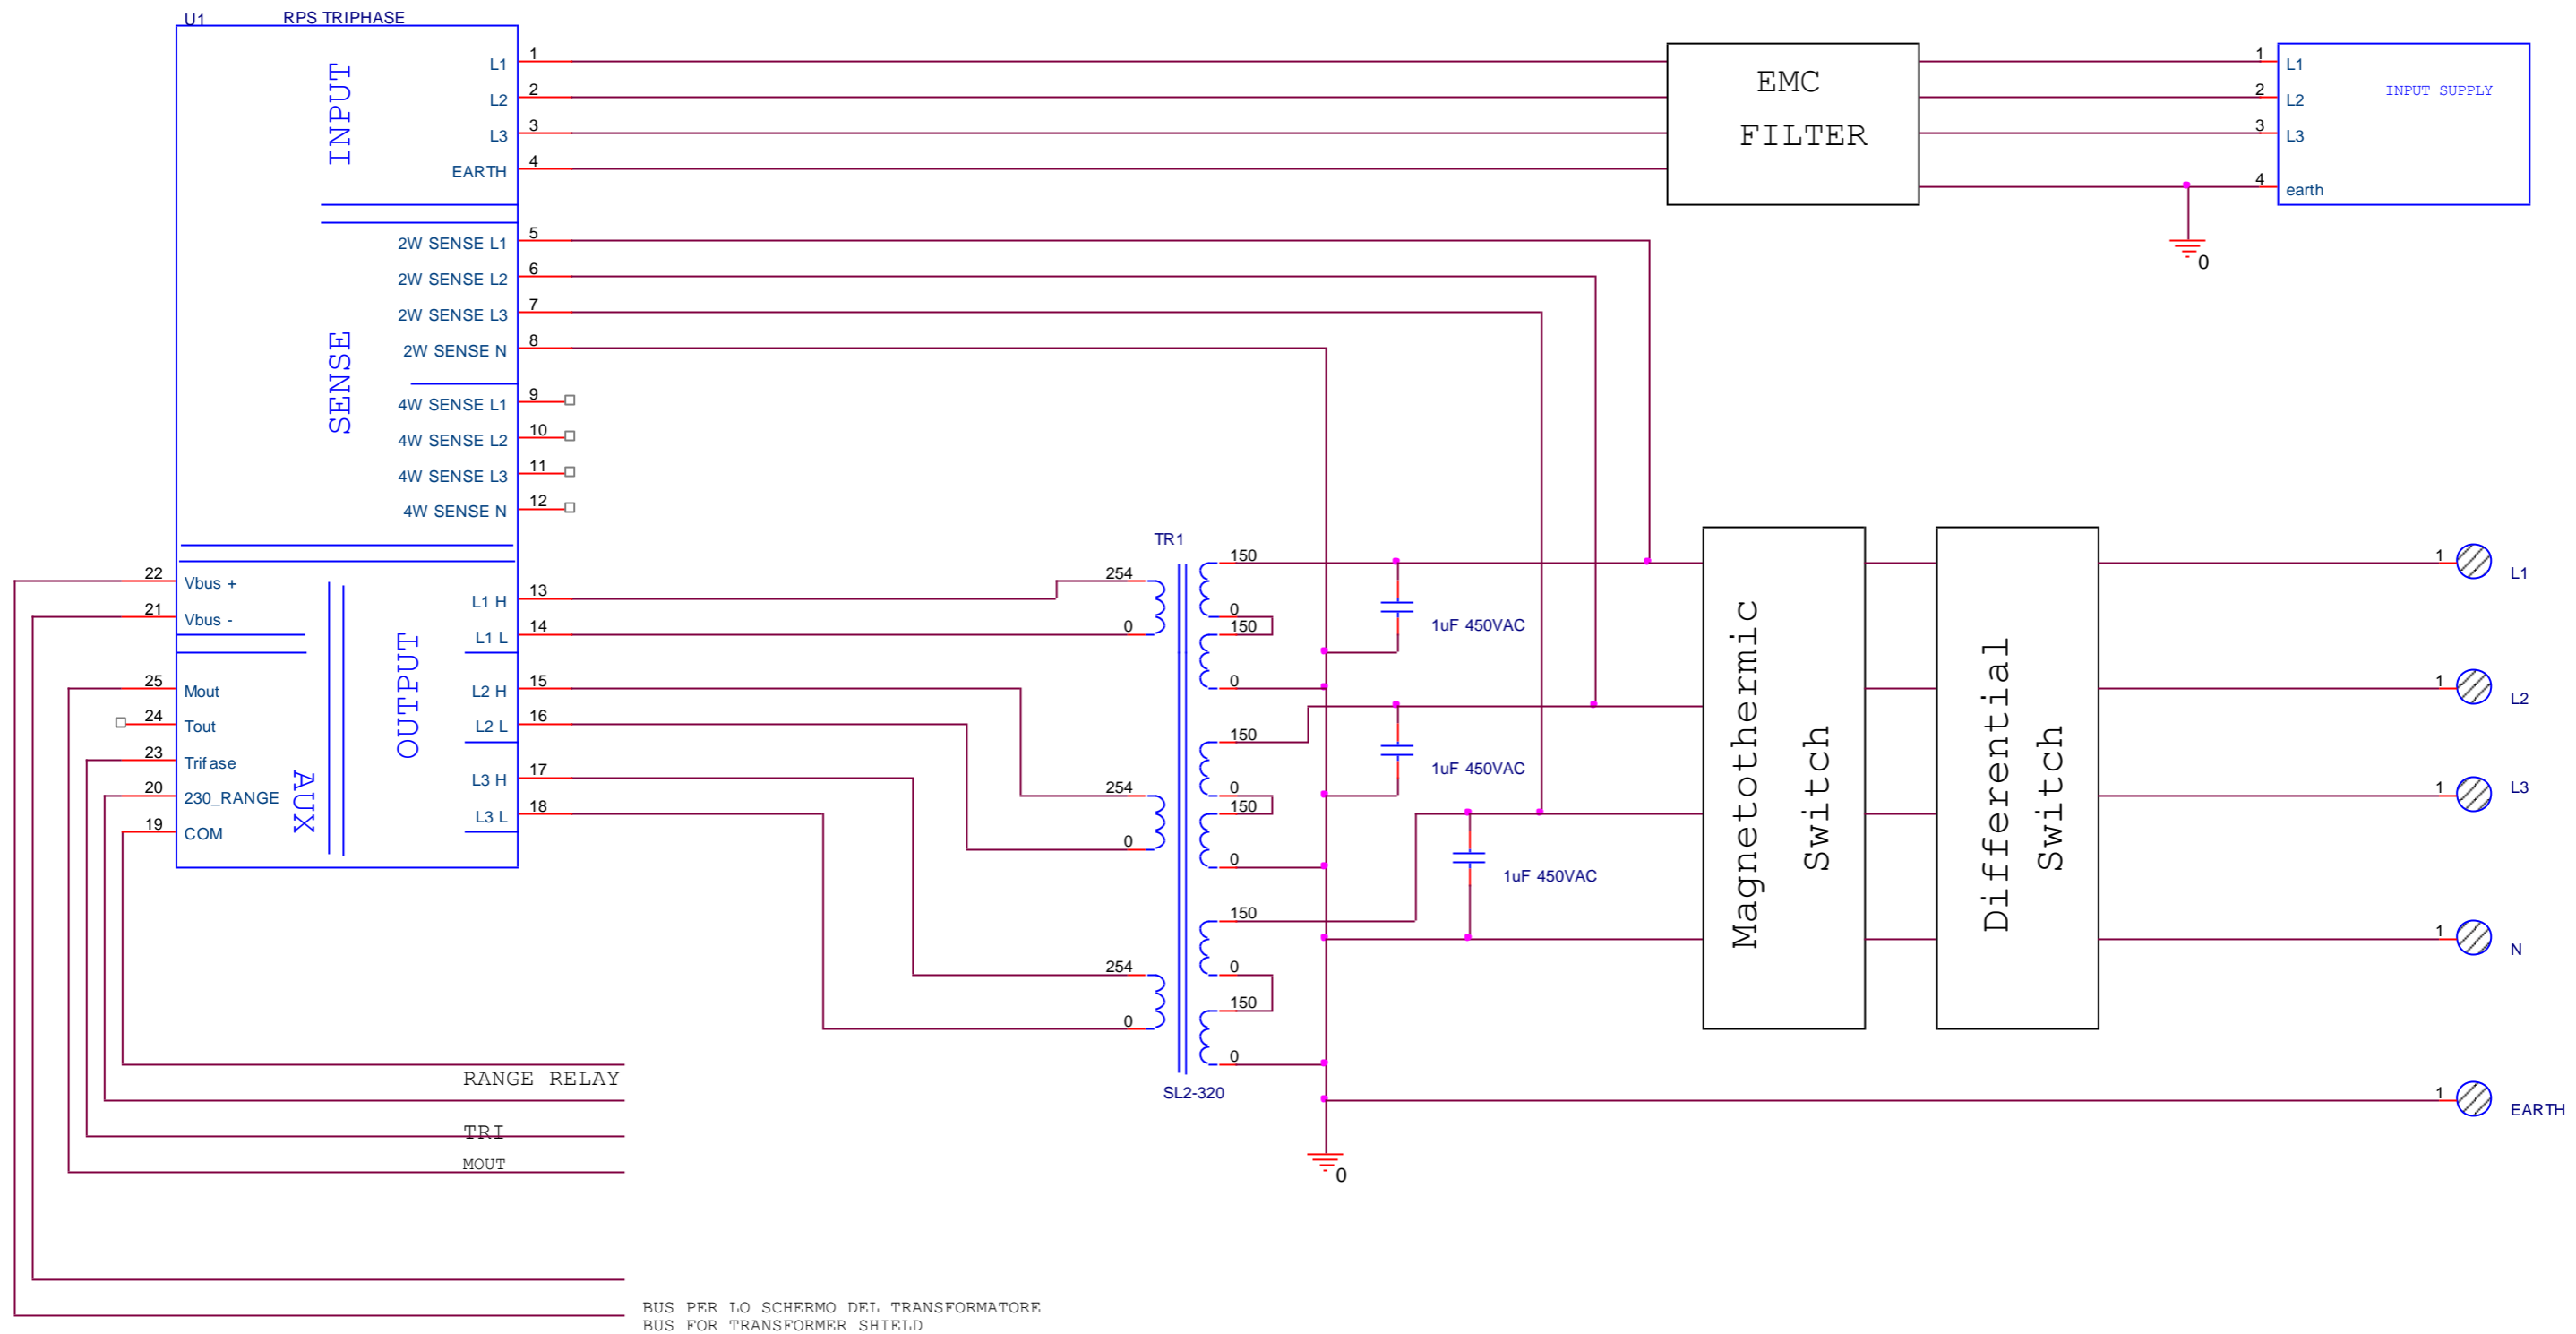 U1
RPS TRIPHASE
INPUT
L1 1
L2 2
L3 3
EARTH 4
SENSE
2W SENSE L1 5
2W SENSE L2 6
2W SENSE L3 7
2W SENSE N 8
4W SENSE L1 9
4W SENSE L2 10
4W SENSE L3 11
4W SENSE N 12
22 Vbus +
21 Vbus -
25 Mout
24 Tout
23 Trifase
20 230_RANGE
19 COM
AUX
OUTPUT
L1 H 13
L1 L 14
L2 H 15
L2 L 16
L3 H 17
L3 L 18
RANGE RELAY
TRI
MOUT
BUS PER LO SCHERMO DEL TRANSFORMATORE
BUS FOR TRANSFORMER SHIELD
TR1
254
0
254
0
254
0
150
0
150
0
150
0
150
0
150
0
150
0
SL2-320
1uF 450VAC
1uF 450VAC
1uF 450VAC
0
EMC
FILTER
1 L1
2 L2
3 L3
4 earth
INPUT SUPPLY
0
Magnetothermic
Switch
Differential
Switch
1 L1
1 L2
1 L3
1 N
1 EARTH